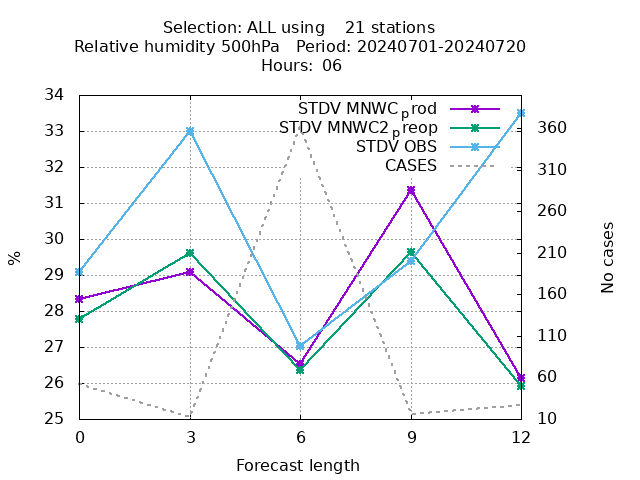 Selection: ALL using    21 stations
Relative humidity 500hPa   Period: 20240701-20240720
Hours:  06
STDV MNWC_prod
STDV MNWC2_preop
STDV OBS
CASES
%
34
33
32
31
30
29
28
27
26
25
360
310
260
210
160
110
60
10
No cases
0 3 6 9 12
Forecast length